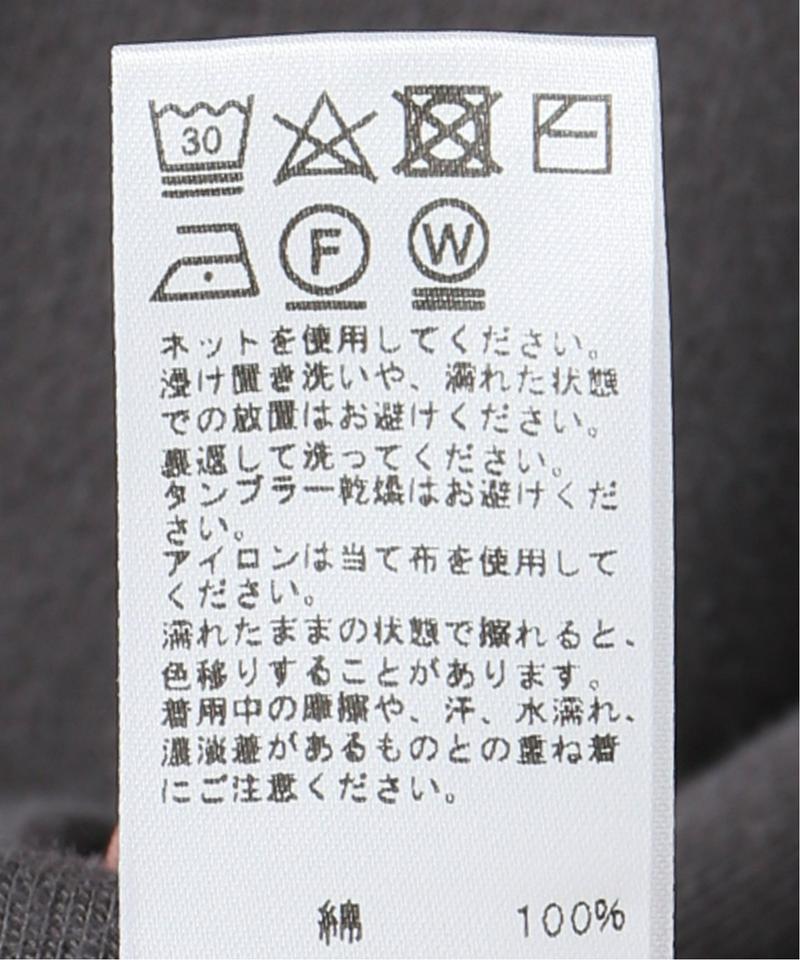 30
F W
ネットを使用してください。
浸け置き洗いや、濡れた状態
での放置はお避けください。
裏返して洗ってください。
タンブラー乾燥はお避けくだ
さい。
アイロンは当て布を使用して
ください。
濡れたままの状態で擦れると、
色移りすることがあります。
着用中の摩擦や、汗、水濡れ、
濃淡差があるものとの重ね着
にご注意ください。
綿 100%